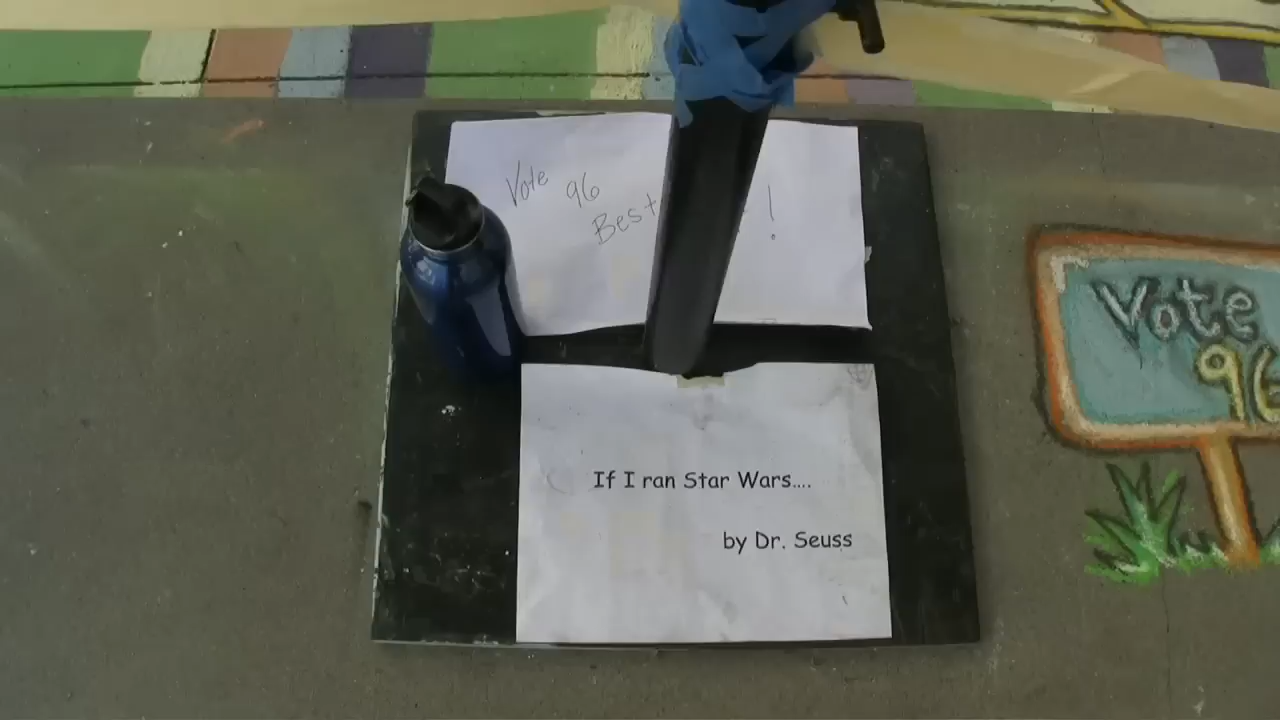 Vote 96
Best !
If I ran Star Wars....
by Dr. Seuss
Vote
96